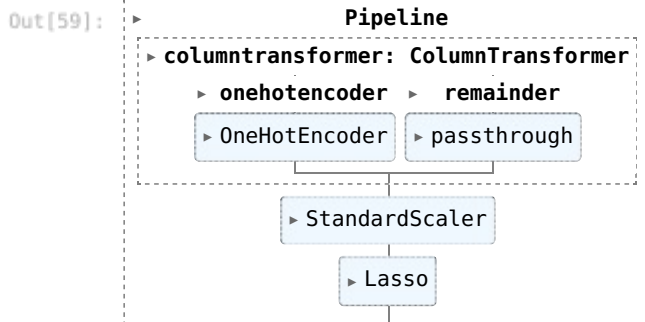 Out[59]:
▸ Pipeline
▸ columntransformer: ColumnTransformer
▸ onehotencoder ▸ remainder
▸ OneHotEncoder ▸ passthrough
▸ StandardScaler
▸ Lasso